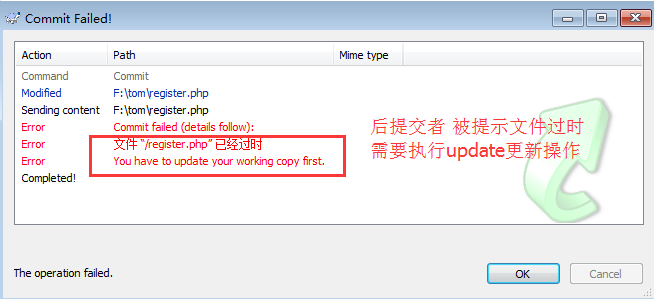 Commit Failed!
Action Path Mime type
Command Commit
Modified F:\tom\register.php
Sending content F:\tom\register.php
Error Commit failed (details follow):
Error 文件 “/register.php” 已经过时
Error You have to update your working copy first.
Completed!
后提交者 被提示文件过时
需要执行update更新操作
The operation failed.
OK Cancel